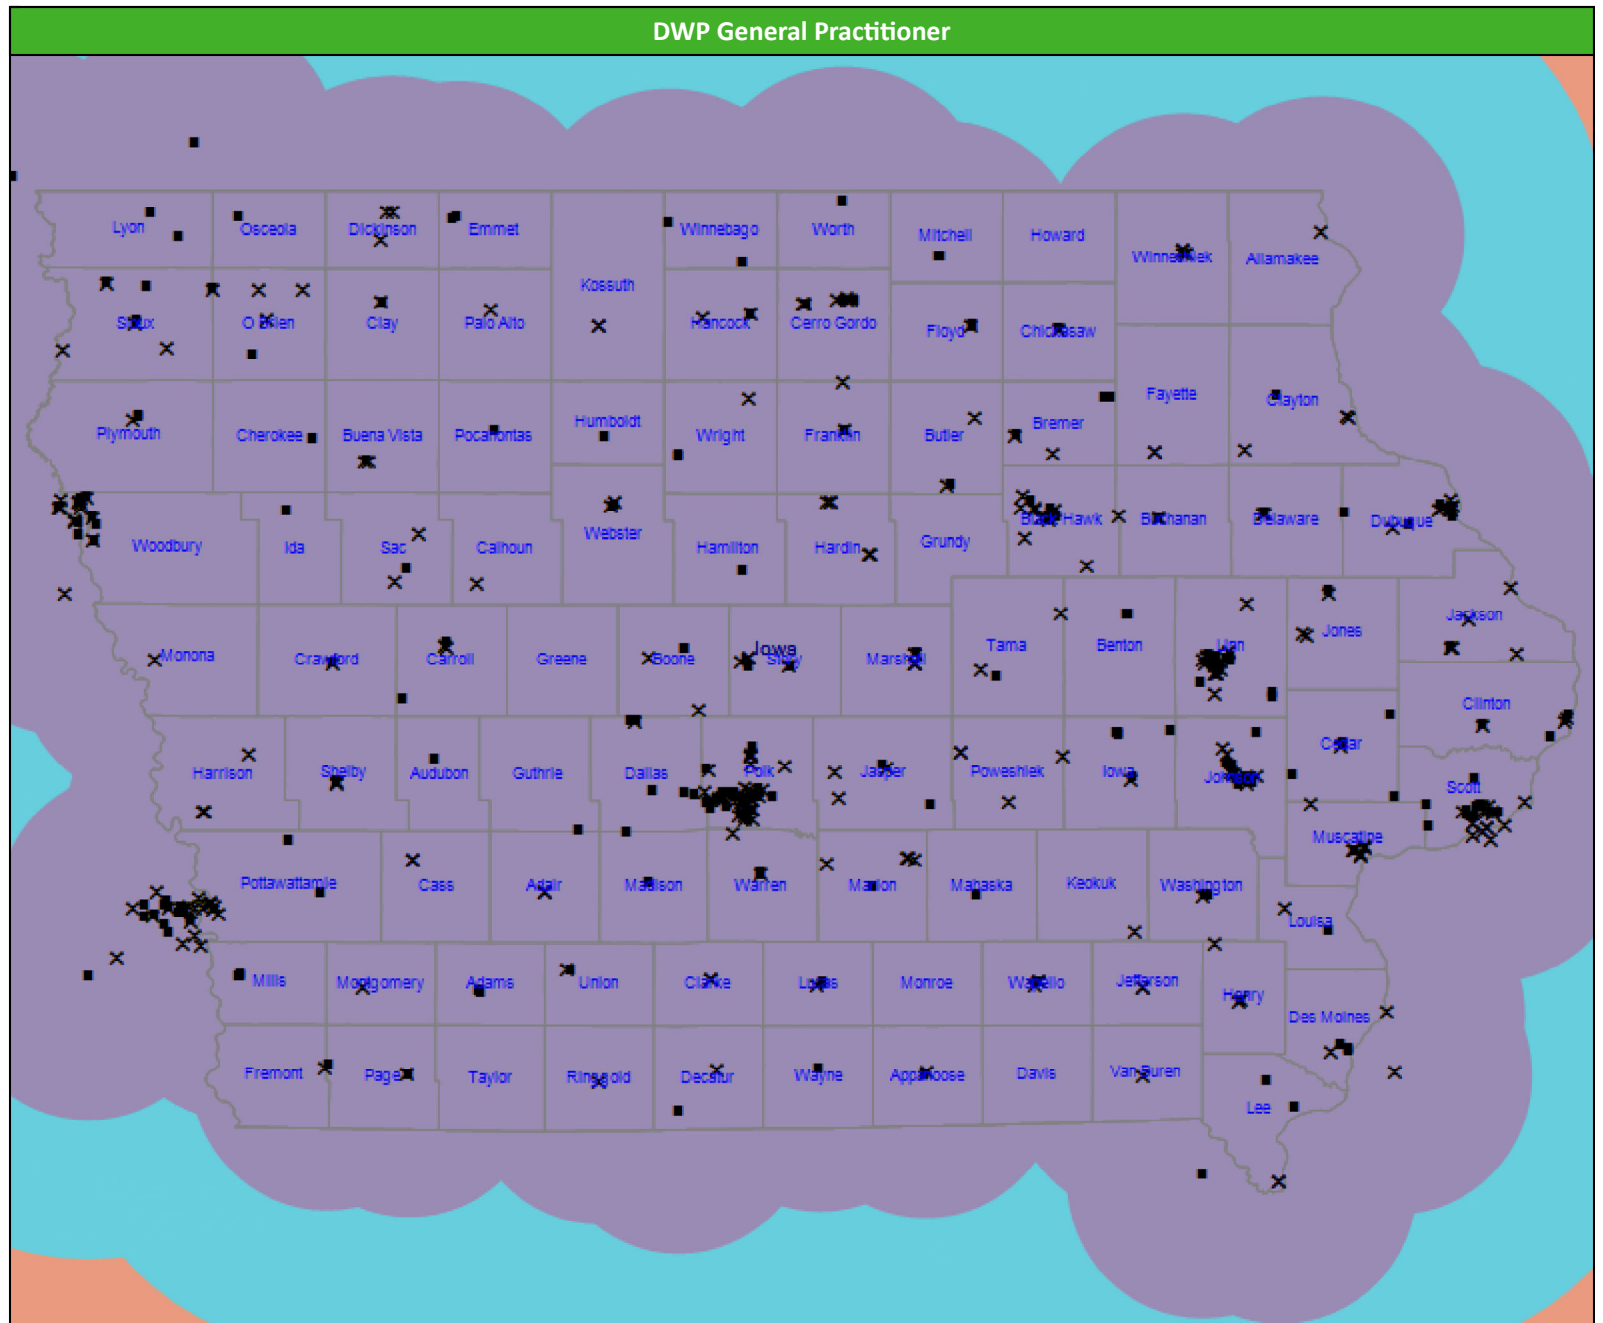 DWP General Practitioner
Lyon Osceola Dickinson Emmet Winnebago Worth Mitchell Howard Winneshiek Allamakee
Kossuth
Sioux O Brien Clay Palo Alto Hancock Cerro Gordo Floyd Chickasaw
Plymouth Cherokee Buena Vista Pocahontas Humboldt Wright Franklin Butler Bremer Fayette Clayton
Woodbury Ida Sac Calhoun Webster Hamilton Hardin Grundy Black Hawk Buchanan Delaware Dubuque
Iowa
Monona Crawford Carroll Greene Boone Story Marshall Tama Benton Linn Jones Jackson
Clinton
Harrison Shelby Audubon Guthrie Dallas Polk Jasper Poweshiek Iowa Johnson Cedar Scott
Muscatine
Pottawattamie Cass Adair Madison Warren Marion Mahaska Keokuk Washington Louisa
Mills Montgomery Adams Union Clarke Lucas Monroe Wapello Jefferson Henry Des Moines
Fremont Page Taylor Ringgold Decatur Wayne Appanoose Davis Van Buren Lee